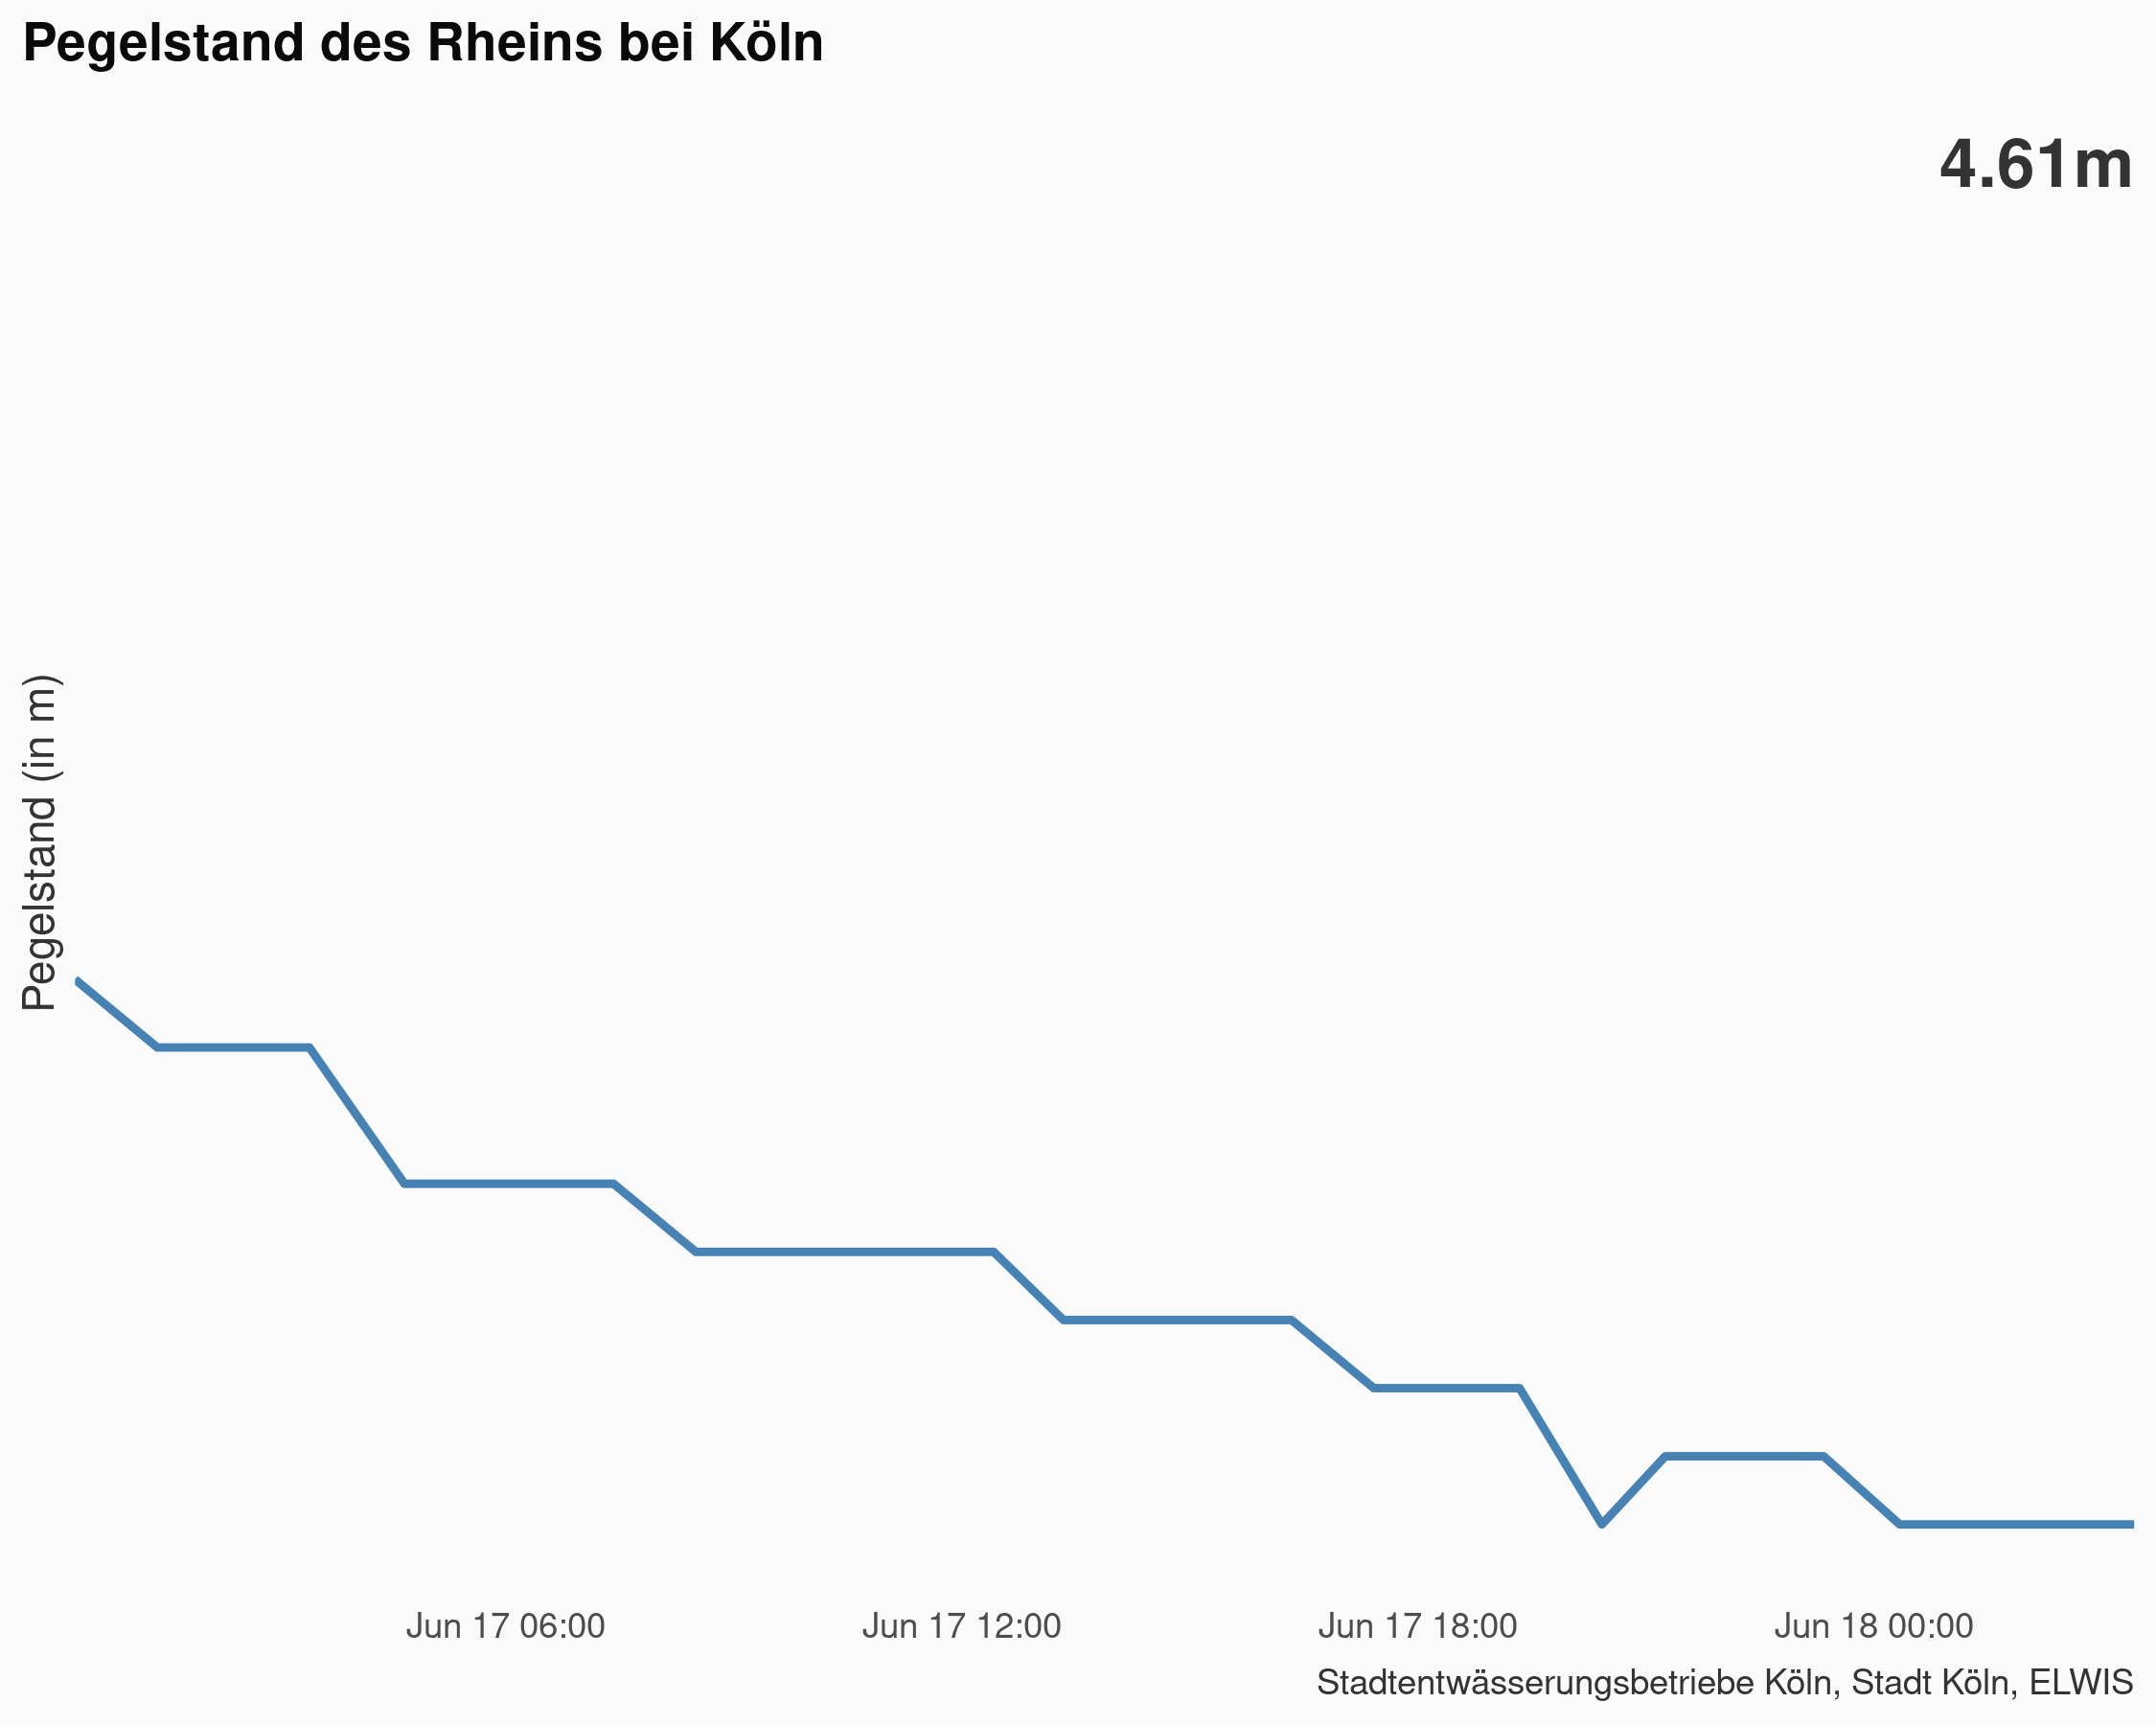 Pegelstand des Rheins bei Köln
4.61m
Pegelstand (in m)
Jun 17 06:00
Jun 17 12:00
Jun 17 18:00
Jun 18 00:00
Stadtentwässerungsbetriebe Köln, Stadt Köln, ELWIS